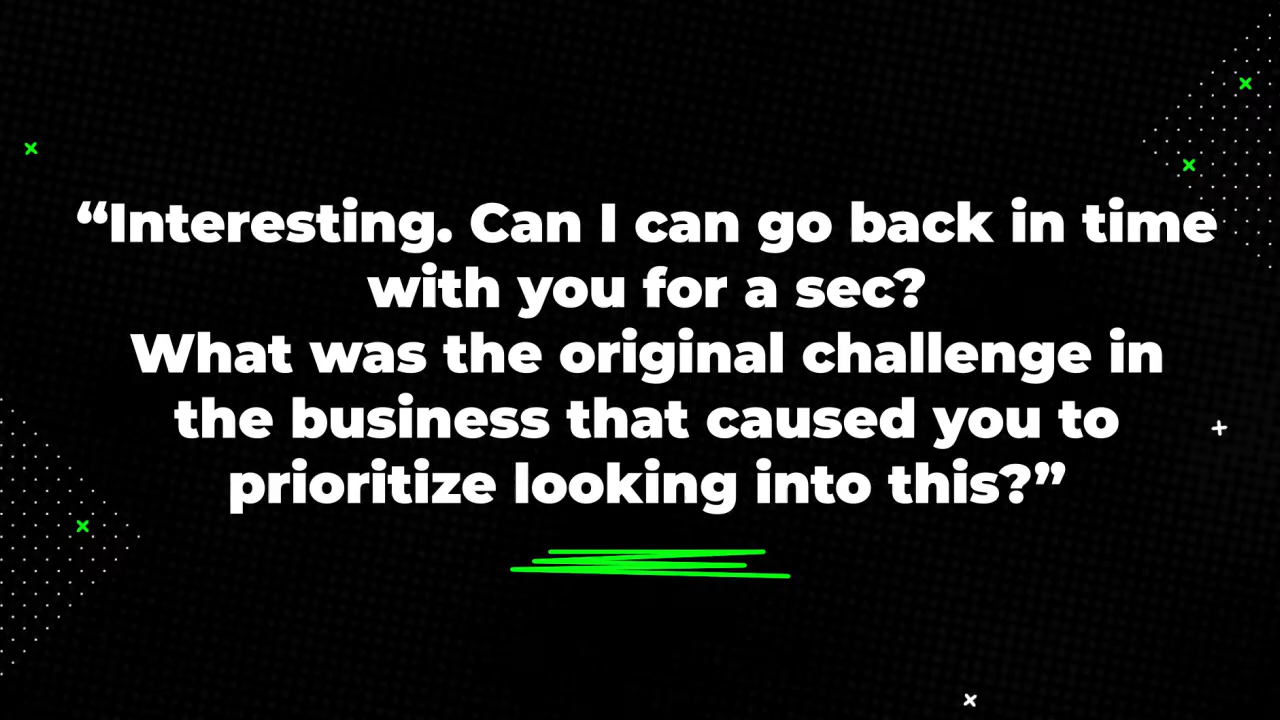 “Interesting. Can I can go back in time
with you for a sec?
What was the original challenge in
the business that caused you to
prioritize looking into this?”